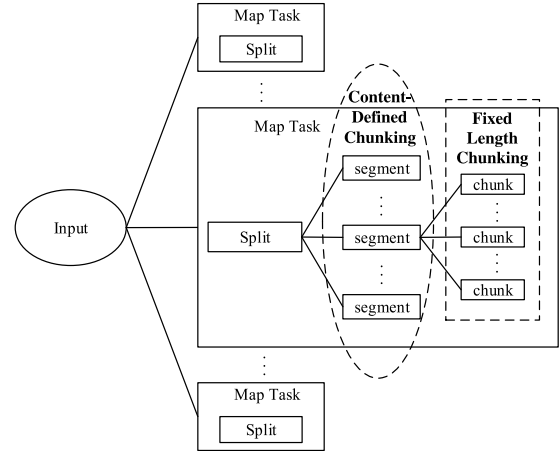 Map Task
Split
Content-
Defined
Chunking
Map Task
Fixed
Length
Chunking
segment
chunk
Input
Split
segment
chunk
segment
chunk
Map Task
Split